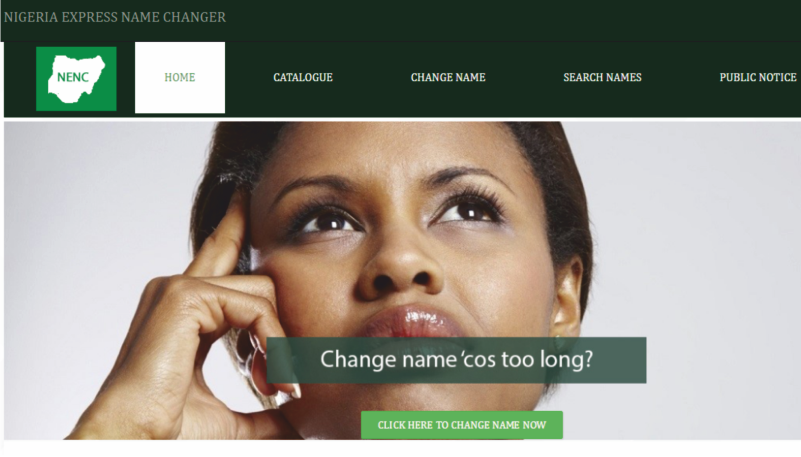 NIGERIA EXPRESS NAME CHANGER
NENC
HOME
CATALOGUE
CHANGE NAME
SEARCH NAMES
PUBLIC NOTICE
Change name 'cos too long?
CLICK HERE TO CHANGE NAME NOW